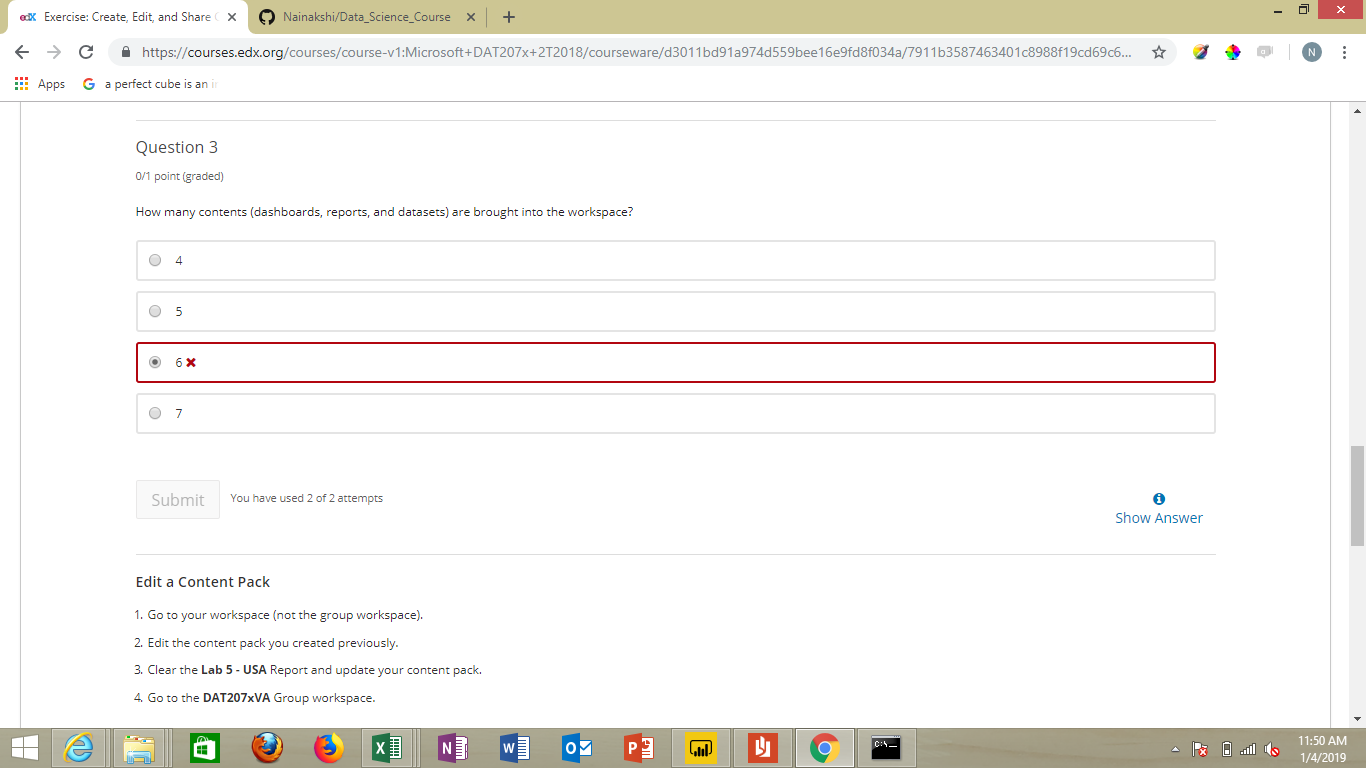 edX Exercise: Create, Edit, and Share
Nainakshi/Data_Science_Course
https://courses.edx.org/courses/course-v1:Microsoft+DAT207x+2T2018/courseware/d3011bd91a974d559bee16e9fd8f034a/7911b3587463401c8988f19cd69c6...
N
Apps
G a perfect cube is an i
Question 3
0/1 point (graded)
How many contents (dashboards, reports, and datasets) are brought into the workspace?
4
5
6
7
Submit
You have used 2 of 2 attempts
Show Answer
Edit a Content Pack
1. Go to your workspace (not the group workspace).
2. Edit the content pack you created previously.
3. Clear the Lab 5 - USA Report and update your content pack.
4. Go to the DAT207xVA Group workspace.
11:50 AM
1/4/2019